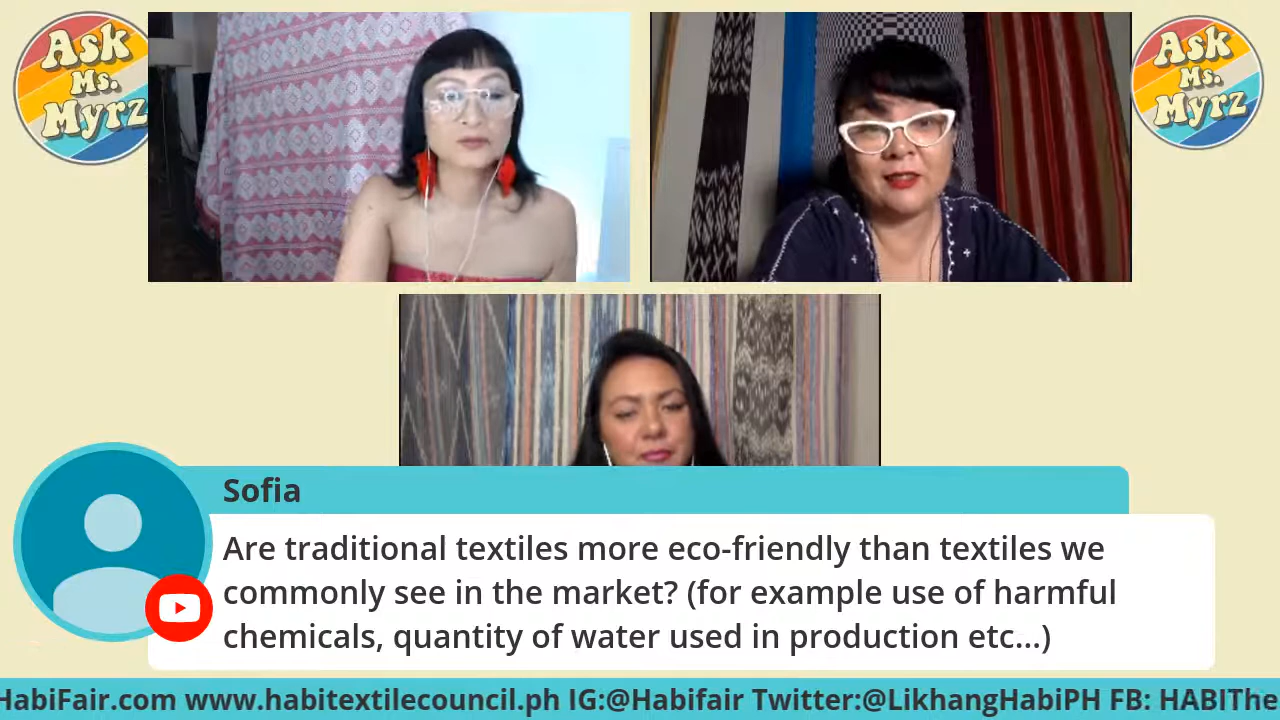 Ask
Ms.
Myrz
Ask
Ms.
Myrz
Sofia
Are traditional textiles more eco-friendly than textiles we
commonly see in the market? (for example use of harmful
chemicals, quantity of water used in production etc...)
HabiFair.com www.habitextilecouncil.ph IG:@Habifair Twitter:@LikhangHabiPH FB: HABIThe